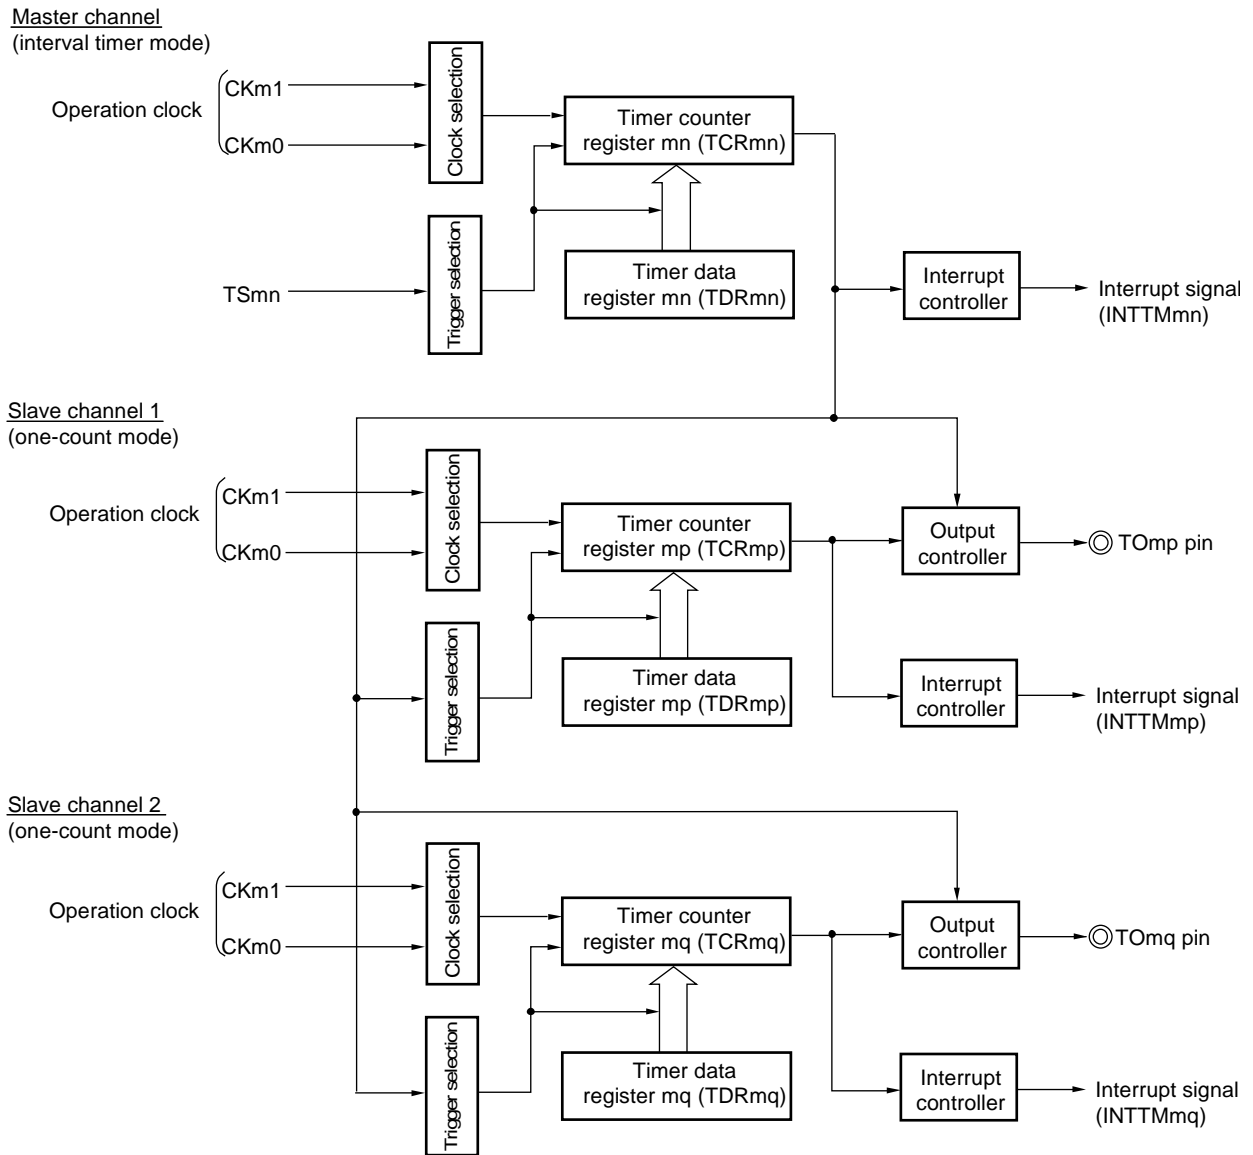 Master channel
(interval timer mode)
Operation clock
CKm1
CKm0
Clock selection
Timer counter
register mn (TCRmn)
TSmn
Trigger selection
Timer data
register mn (TDRmn)
Interrupt
controller
Interrupt signal
(INTTMmn)
Slave channel 1
(one-count mode)
Operation clock
CKm1
CKm0
Clock selection
Timer counter
register mp (TCRmp)
Output
controller
TOmp pin
Trigger selection
Timer data
register mp (TDRmp)
Interrupt
controller
Interrupt signal
(INTTMmp)
Slave channel 2
(one-count mode)
Operation clock
CKm1
CKm0
Clock selection
Timer counter
register mq (TCRmq)
Output
controller
TOmq pin
Trigger selection
Timer data
register mq (TDRmq)
Interrupt
controller
Interrupt signal
(INTTMmq)